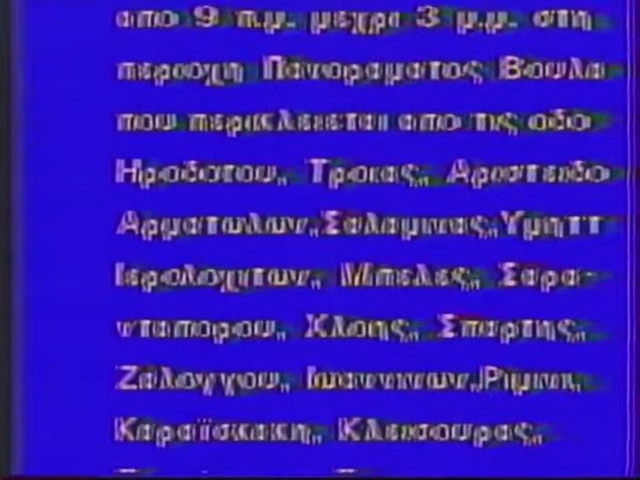 απο 9 π.μ. μεχρι 3 μ.μ. στη
περιοχη Πανοραματος Βουλα
που περικλειεται απο τις οδο
Ηροδοτου, Τροιας, Αριστειδο
Αρματωλων, Σαλαμινας, Υμηττ
Ιερολοχιτων, Μπελες, Σαρα-
νταπορου, Χλοης, Σπαρτης,
Ζαλογγου, Ιωαννινων, Ριμινι,
Καραϊσκακη, Κλεισουρας,